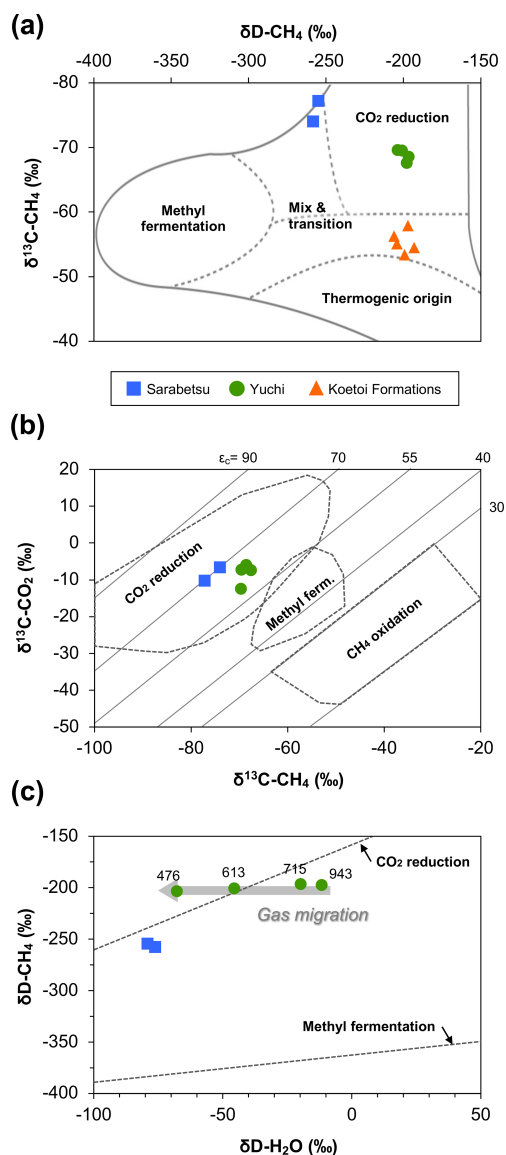 (a)
δD-CH₄ (‰)
-400 -350 -300 -250 -200 -150
-80
-70
-60
-50
-40
δ¹³C-CH₄ (‰)
CO₂ reduction
Methyl
fermentation
Mix &
transition
Thermogenic origin
Sarabetsu Yuchi Koetoi Formations
(b)
εc= 90 70 55 40
30
20
10
0
-10
-20
-30
-40
-50
δ¹³C-CO₂ (‰)
CO₂ reduction
Methyl ferm.
CH₄ oxidation
-100 -80 -60 -40 -20
δ¹³C-CH₄ (‰)
(c)
-150
-200
-250
-300
-350
-400
δD-CH₄ (‰)
476 613 715 943
CO₂ reduction
Gas migration
Methyl fermentation
-100 -50 0 50
δD-H₂O (‰)